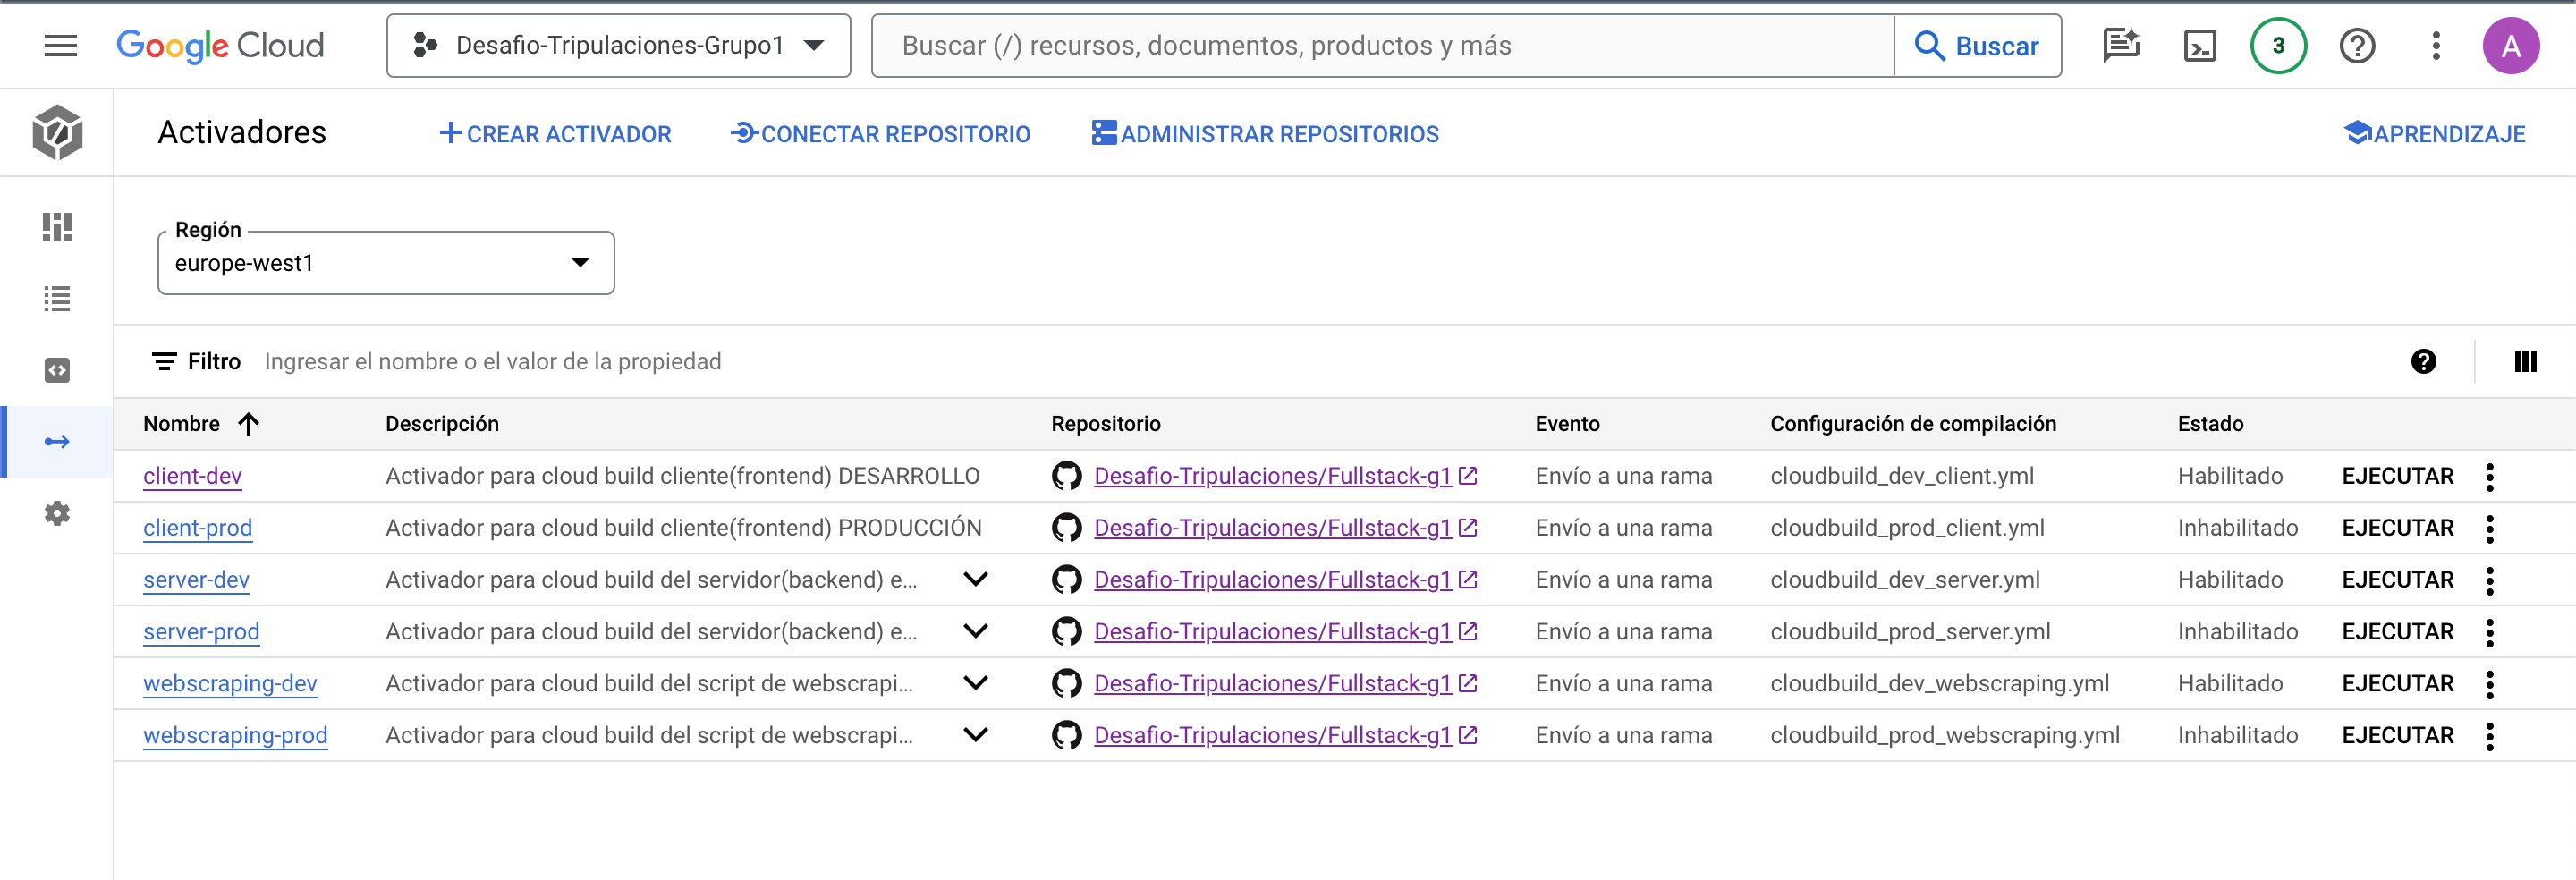 Google Cloud Desafio-Tripulaciones-Grupo1 Buscar (/) recursos, documentos, productos y más Buscar 3 A
Activadores CREAR ACTIVADOR CONECTAR REPOSITORIO ADMINISTRAR REPOSITORIOS APRENDIZAJE
Región
europe-west1
Filtro Ingresar el nombre o el valor de la propiedad
Nombre Descripción Repositorio Evento Configuración de compilación Estado
client-dev Activador para cloud build cliente(frontend) DESARROLLO Desafio-Tripulaciones/Fullstack-g1 Envío a una rama cloudbuild_dev_client.yml Habilitado EJECUTAR
client-prod Activador para cloud build cliente(frontend) PRODUCCIÓN Desafio-Tripulaciones/Fullstack-g1 Envío a una rama cloudbuild_prod_client.yml Inhabilitado EJECUTAR
server-dev Activador para cloud build del servidor(backend) e... Desafio-Tripulaciones/Fullstack-g1 Envío a una rama cloudbuild_dev_server.yml Habilitado EJECUTAR
server-prod Activador para cloud build del servidor(backend) e... Desafio-Tripulaciones/Fullstack-g1 Envío a una rama cloudbuild_prod_server.yml Inhabilitado EJECUTAR
webscraping-dev Activador para cloud build del script de webscrapi... Desafio-Tripulaciones/Fullstack-g1 Envío a una rama cloudbuild_dev_webscraping.yml Habilitado EJECUTAR
webscraping-prod Activador para cloud build del script de webscrapi... Desafio-Tripulaciones/Fullstack-g1 Envío a una rama cloudbuild_prod_webscraping.yml Inhabilitado EJECUTAR